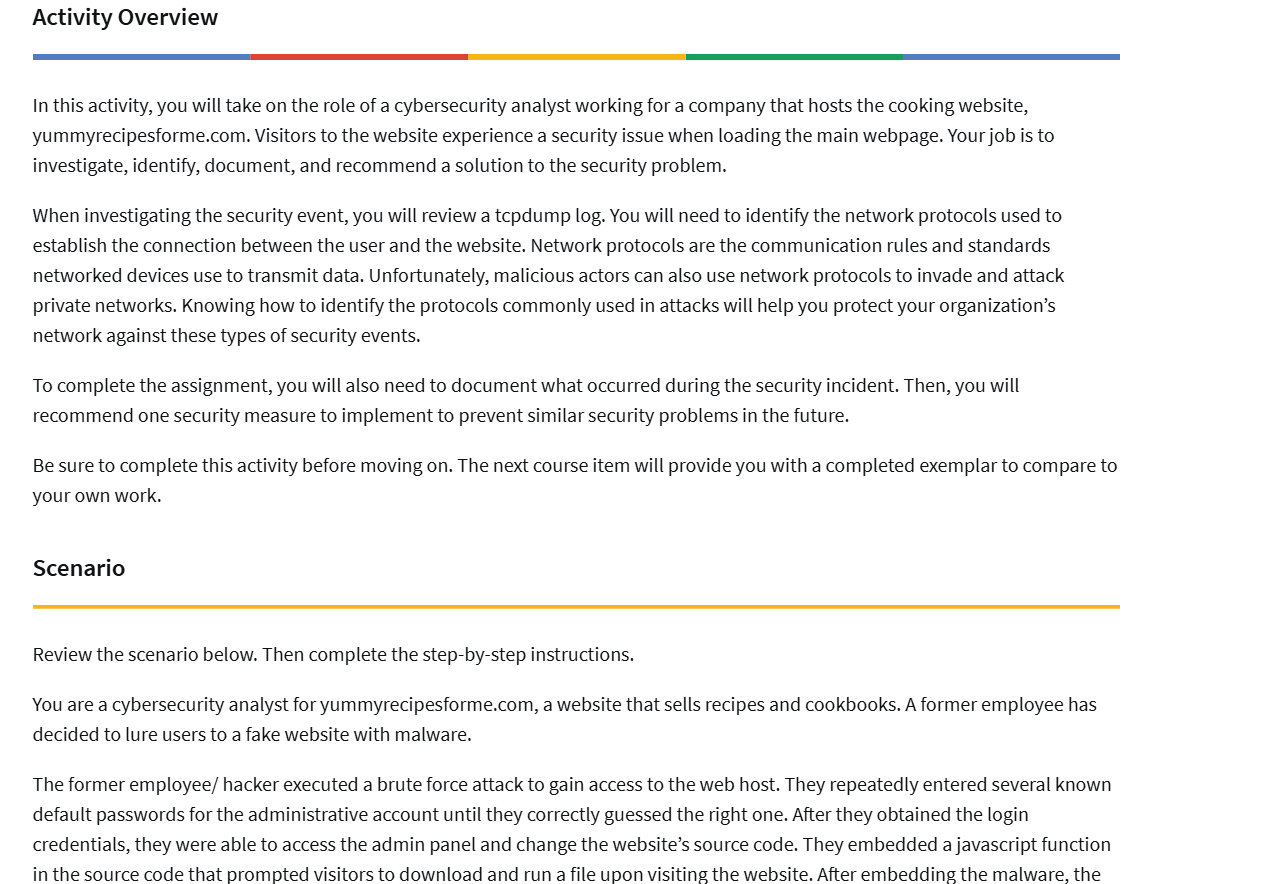 Activity Overview
In this activity, you will take on the role of a cybersecurity analyst working for a company that hosts the cooking website,
yummyrecipesforme.com. Visitors to the website experience a security issue when loading the main webpage. Your job is to
investigate, identify, document, and recommend a solution to the security problem.
When investigating the security event, you will review a tcpdump log. You will need to identify the network protocols used to
establish the connection between the user and the website. Network protocols are the communication rules and standards
networked devices use to transmit data. Unfortunately, malicious actors can also use network protocols to invade and attack
private networks. Knowing how to identify the protocols commonly used in attacks will help you protect your organization’s
network against these types of security events.
To complete the assignment, you will also need to document what occurred during the security incident. Then, you will
recommend one security measure to implement to prevent similar security problems in the future.
Be sure to complete this activity before moving on. The next course item will provide you with a completed exemplar to compare to
your own work.
Scenario
Review the scenario below. Then complete the step-by-step instructions.
You are a cybersecurity analyst for yummyrecipesforme.com, a website that sells recipes and cookbooks. A former employee has
decided to lure users to a fake website with malware.
The former employee/ hacker executed a brute force attack to gain access to the web host. They repeatedly entered several known
default passwords for the administrative account until they correctly guessed the right one. After they obtained the login
credentials, they were able to access the admin panel and change the website’s source code. They embedded a javascript function
in the source code that prompted visitors to download and run a file upon visiting the website. After embedding the malware, the